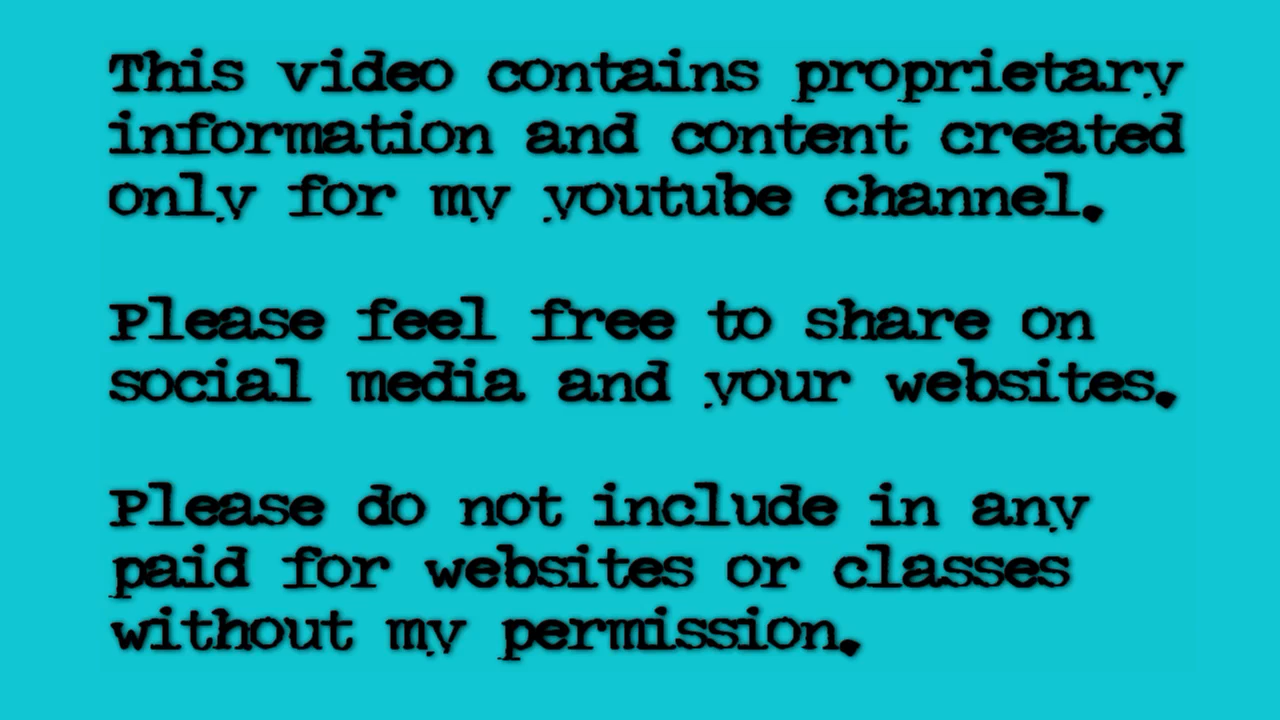 This video contains proprietary
information and content created
only for my youtube channel.
Please feel free to share on
social media and your websites.
Please do not include in any
paid for websites or classes
without my permission.